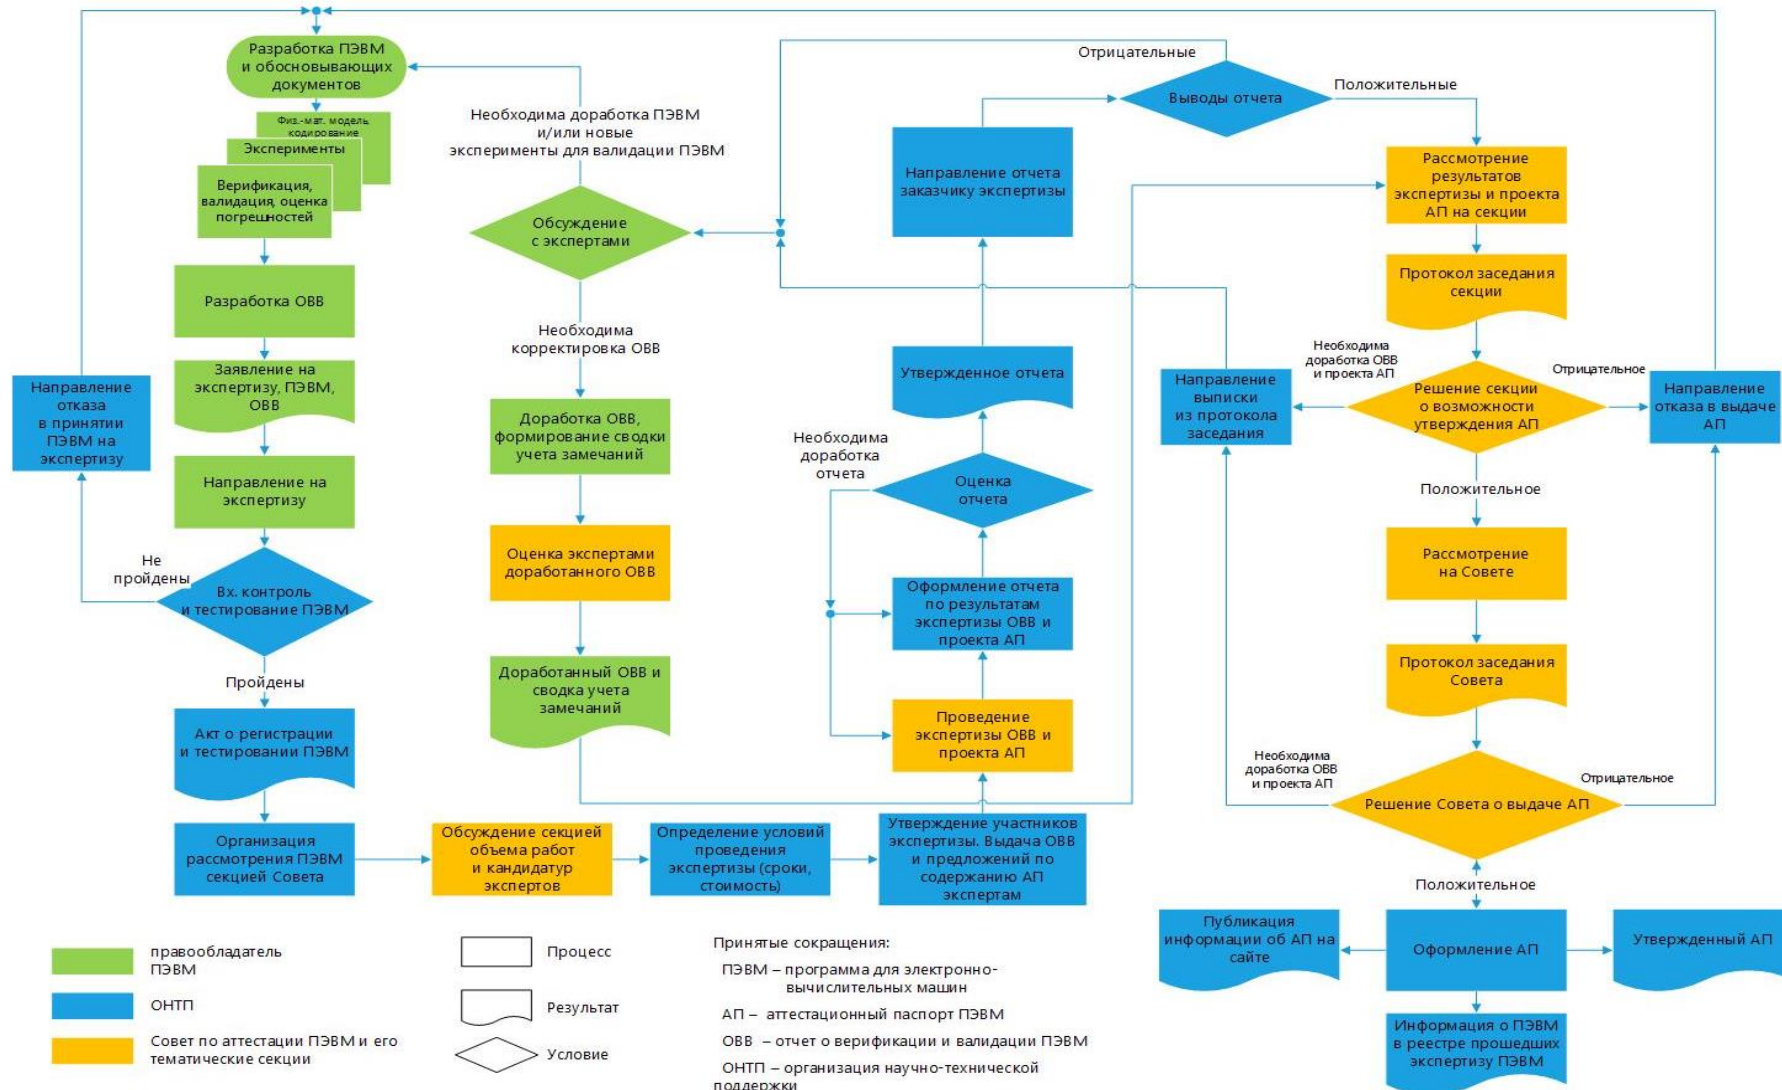 Разработка ПЭВМ
и обосновывающих
документов
Физ.-мат. модель,
кодирование
Эксперименты
Верификация,
валидация, оценка
погрешностей
Разработка ОВВ
Заявление на
экспертизу, ПЭВМ,
ОВВ
Направление на
экспертизу
Направление
отказа
в принятии
ПЭВМ на
экспертизу
Не
пройдены
Вх. контроль
и тестирование ПЭВМ
Пройдены
Акт о регистрации
и тестировании ПЭВМ
Организация
рассмотрения ПЭВМ
секцией Совета
Обсуждение секцией
объема работ
и кандидатур
экспертов
Определение условий
проведения
экспертизы (сроки,
стоимость)
Утверждение участников
экспертизы. Выдача ОВВ
и предложений по
содержанию АП
экспертам
Необходима доработка ПЭВМ
и/или новые
эксперименты для валидации ПЭВМ
Обсуждение
с экспертами
Необходима
корректировка ОВВ
Доработка ОВВ,
формирование сводки
учета замечаний
Оценка экспертами
доработанного ОВВ
Доработанный ОВВ и
сводка учета
замечаний
Отрицательные
Выводы отчета
Положительные
Направление отчета
заказчику экспертизы
Утвержденное отчета
Необходима
доработка
отчета
Оценка
отчета
Оформление отчета
по результатам
экспертизы ОВВ и
проекта АП
Проведение
экспертизы ОВВ и
проекта АП
Рассмотрение
результатов
экспертизы и проекта
АП на секции
Протокол заседания
секции
Необходима
доработка ОВВ
и проекта АП
Решение секции
о возможности
утверждения АП
Отрицательное
Направление
выписки
из протокола
заседания
Направление
отказа в выдаче
АП
Положительное
Рассмотрение
на Совете
Протокол заседания
Совета
Необходима
доработка ОВВ
и проекта АП
Решение Совета о выдаче АП
Отрицательное
Положительное
Публикация
информации об АП на
сайте
Оформление АП
Утвержденный АП
Информация о ПЭВМ
в реестре прошедших
экспертизу ПЭВМ
правообладатель
ПЭВМ
ОНТП
Совет по аттестации ПЭВМ и его
тематические секции
Процесс
Результат
Условие
Принятые сокращения:
ПЭВМ – программа для электронно-
вычислительных машин
АП – аттестационный паспорт ПЭВМ
ОВВ – отчет о верификации и валидации ПЭВМ
ОНТП – организация научно-технической
поддержки